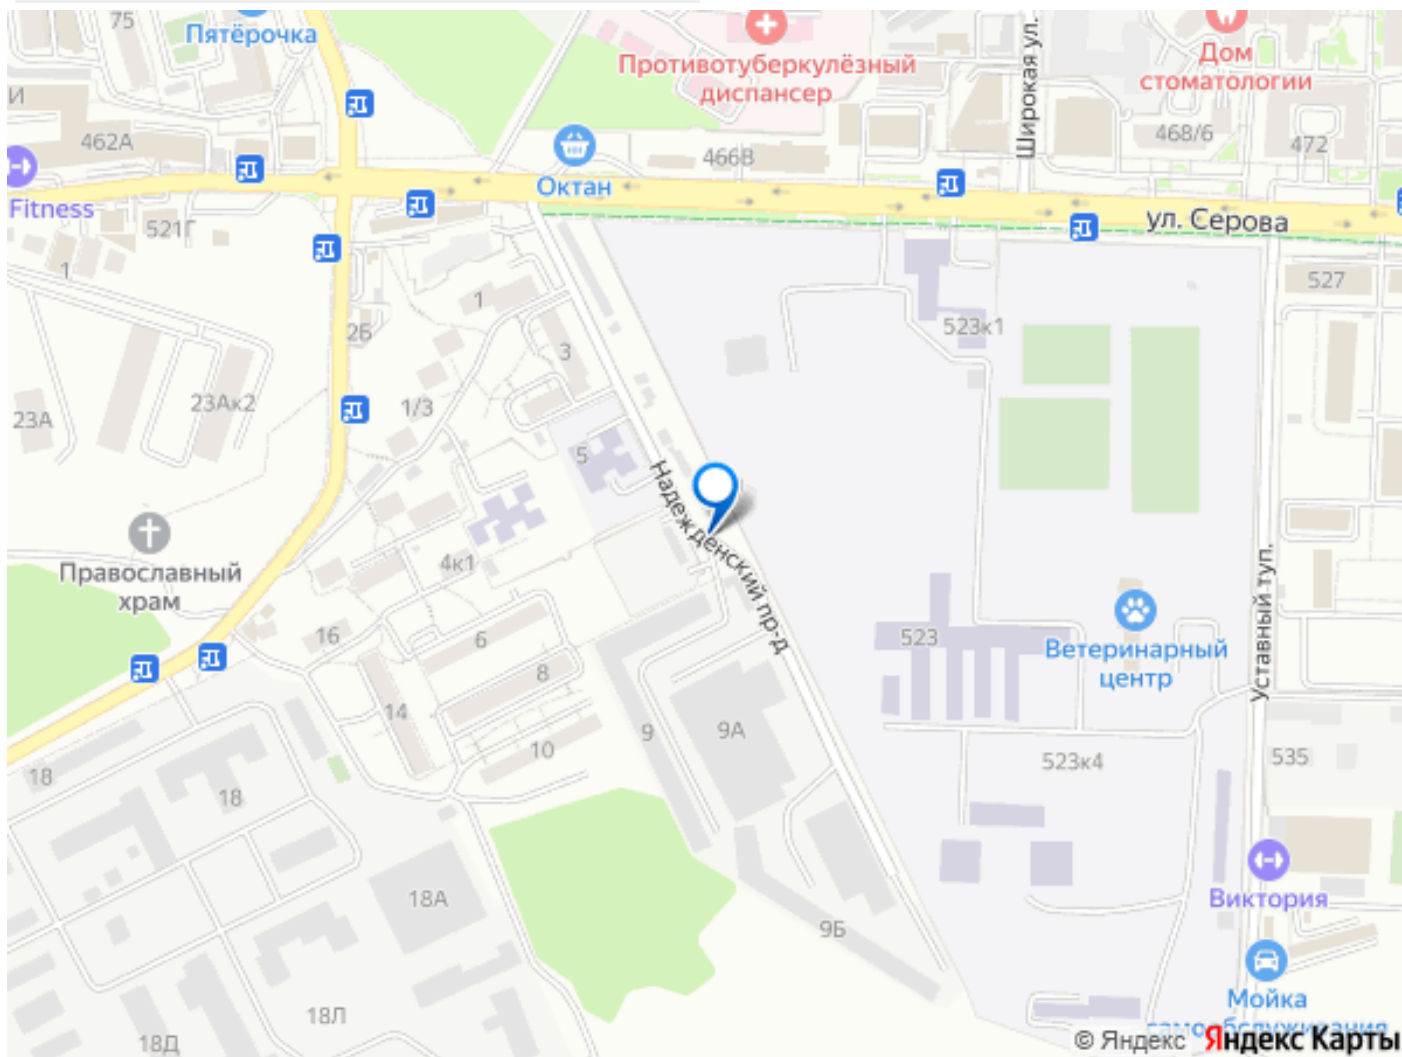 75
Пятёрочка
Противотуберкулёзный
диспансер
Широкая ул.
Дом
стоматологии
И
462А
466В
468/6
472
Октан
Fitness
521Г
ул. Серова
1
527
1
2Б
523к1
3
23А
23Ак2
1/3
5
Надежденский пр-д
Православный
храм
4к1
Уставный туп.
16
6
523
Ветеринарный
центр
8
14
9
9А
10
18
18
523к4
535
18А
9Б
Виктория
18Л
18Д
Мойка
самообслуживания
© Яндекс Яндекс Карты